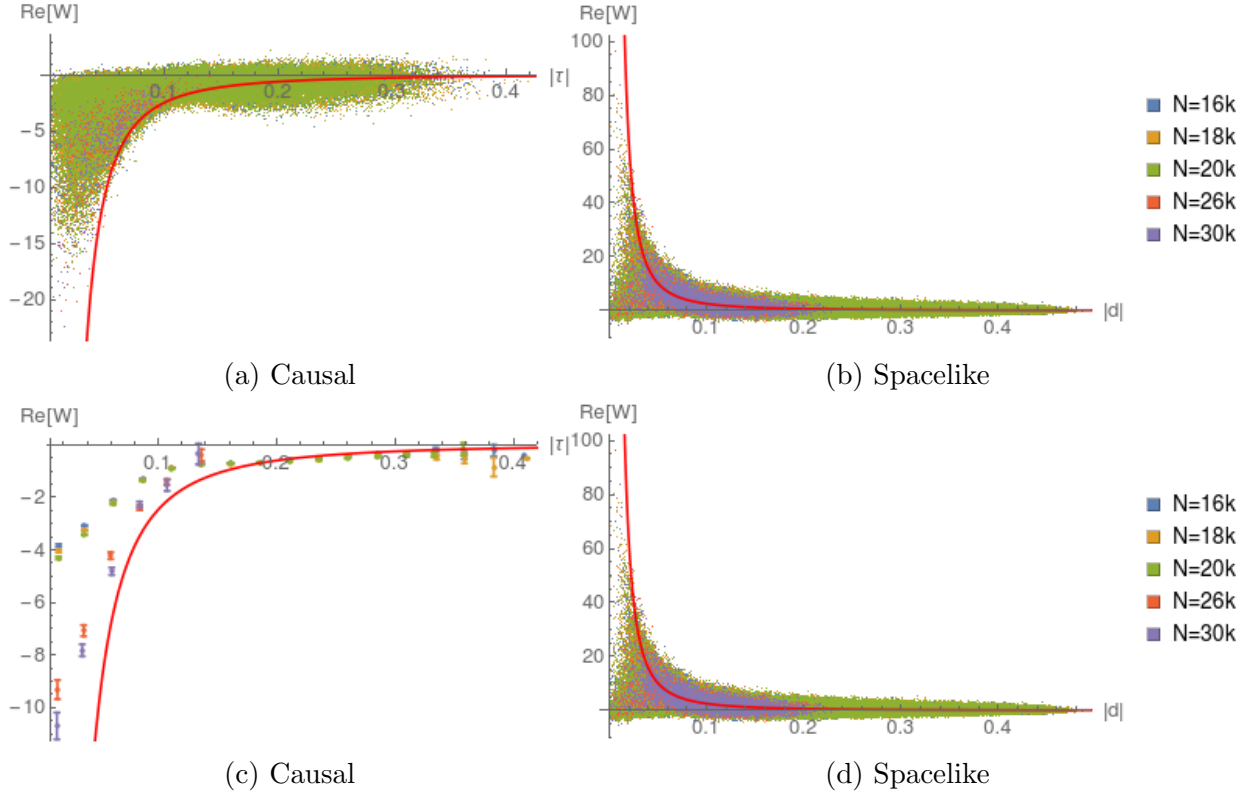 Re[W]
|τ|
0.1 0.2 0.3 0.4
−5
−10
−15
−20
(a) Causal
Re[W]
100
80
60
40
20
0.1 0.2 0.3 0.4
|d|
(b) Spacelike
N=16k
N=18k
N=20k
N=26k
N=30k
Re[W]
|τ|
0.1 0.2 0.3 0.4
−2
−4
−6
−8
−10
(c) Causal
Re[W]
100
80
60
40
20
0.1 0.2 0.3 0.4
|d|
(d) Spacelike
N=16k
N=18k
N=20k
N=26k
N=30k